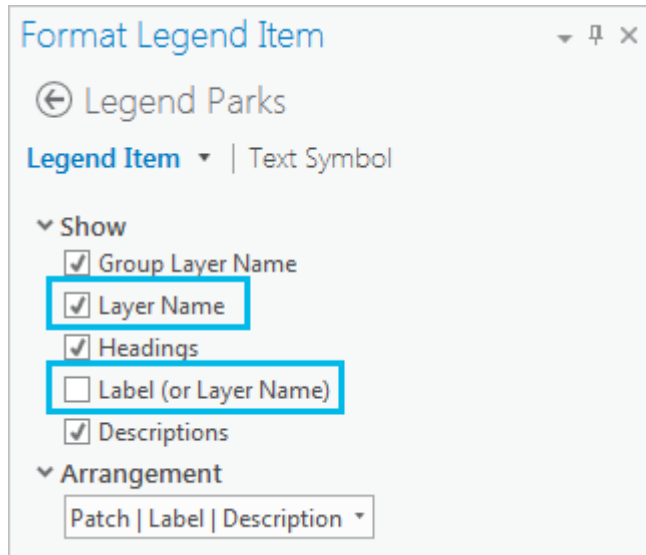 Format Legend Item
Legend Parks
Legend Item | Text Symbol
Show
Group Layer Name
Layer Name
Headings
Label (or Layer Name)
Descriptions
Arrangement
Patch | Label | Description